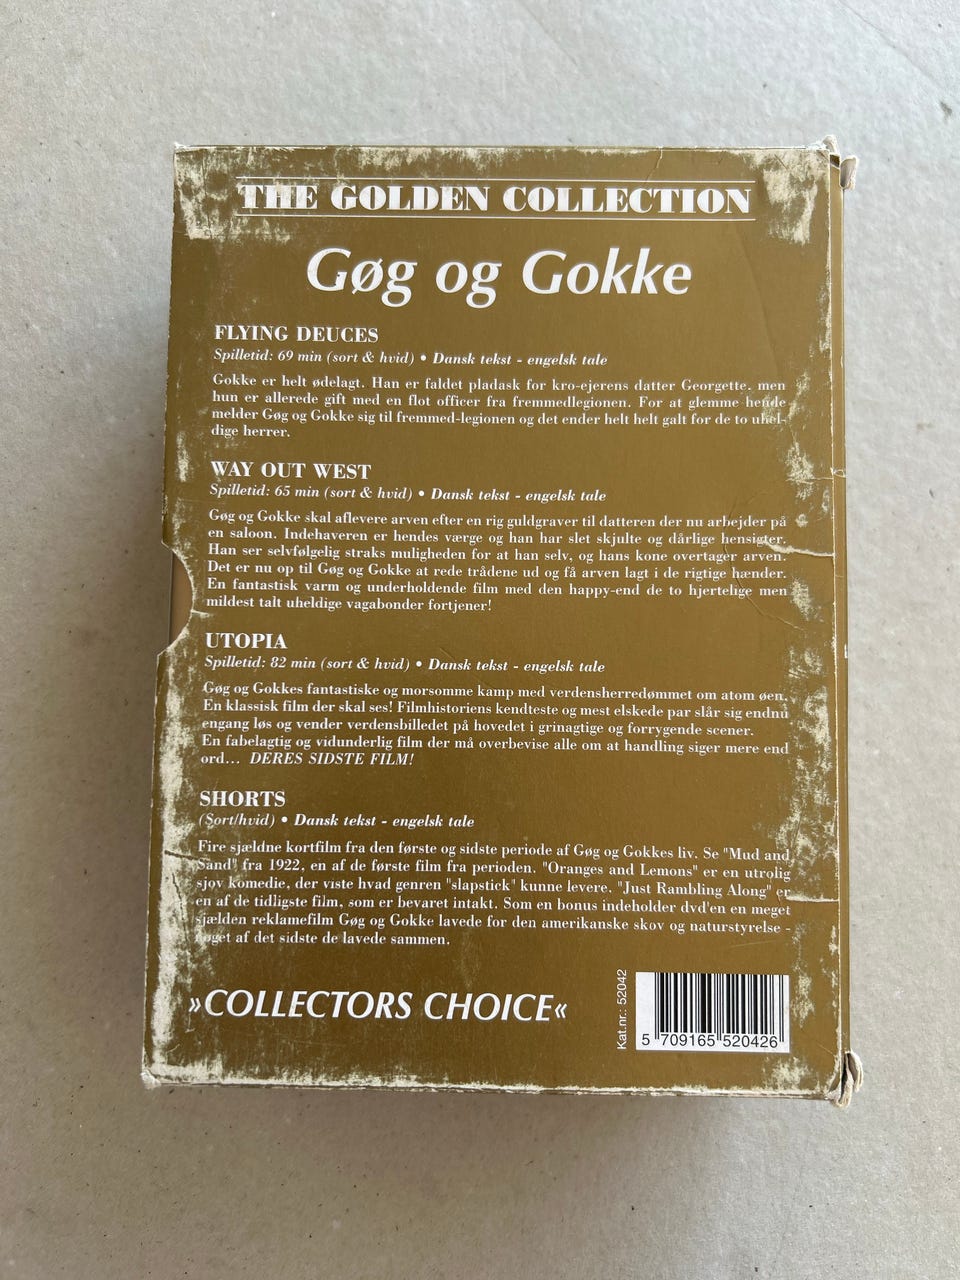 THE GOLDEN COLLECTION
Gøg og Gokke
FLYING DEUCES
Spilletid: 69 min (sort & hvid) • Dansk tekst - engelsk tale
Gokke er helt ødelagt. Han er faldet pladask for kro-ejerens datter Georgette, men
hun er allerede gift med en flot officer fra fremmedlegionen. For at glemme hende
melder Gøg og Gokke sig til fremmed-legionen og det ender helt helt galt for de to uhel-
dige herrer.
WAY OUT WEST
Spilletid: 65 min (sort & hvid) • Dansk tekst - engelsk tale
Gøg og Gokke skal aflevere arven efter en rig guldgraver til datteren der nu arbejder på
en saloon. Indehaveren er hendes værge og han har slet skjulte og dårlige hensigter.
Han ser selvfølgelig straks muligheden for at han selv, og hans kone overtager arven.
Det er nu op til Gøg og Gokke at rede trådene ud og få arven lagt i de rigtige hænder.
En fantastisk varm og underholdende film med den happy-end de to hjertelige men
mildest talt uheldige vagabonder fortjener!
UTOPIA
Spilletid: 82 min (sort & hvid) • Dansk tekst - engelsk tale
Gøg og Gokkes fantastiske og morsomme kamp med verdensherredømmet om atom øen.
En klassisk film der skal ses! Filmhistoriens kendteste og mest elskede par slår sig endnu
engang løs og vender verdensbilledet på hovedet i grinagtige og forrygende scener.
En fabelagtig og vidunderlig film der må overbevise alle om at handling siger mere end
ord... DERES SIDSTE FILM!
SHORTS
(Sort/hvid) • Dansk tekst - engelsk tale
Fire sjældne kortfilm fra den første og sidste periode af Gøg og Gokkes liv. Se "Mud and
Sand" fra 1922, en af de første film fra perioden. "Oranges and Lemons" er en utrolig
sjov komedie, der viste hvad genren "slapstick" kunne levere. "Just Rambling Along" er
en af de tidligste film, som er bevaret intakt. Som en bonus indeholder dvd'en en meget
sjælden reklamefilm Gøg og Gokke lavede for den amerikanske skov og naturstyrelse -
noget af det sidste de lavede sammen.
»COLLECTORS CHOICE«
Kat.nr.: 52042
5 709165 520426